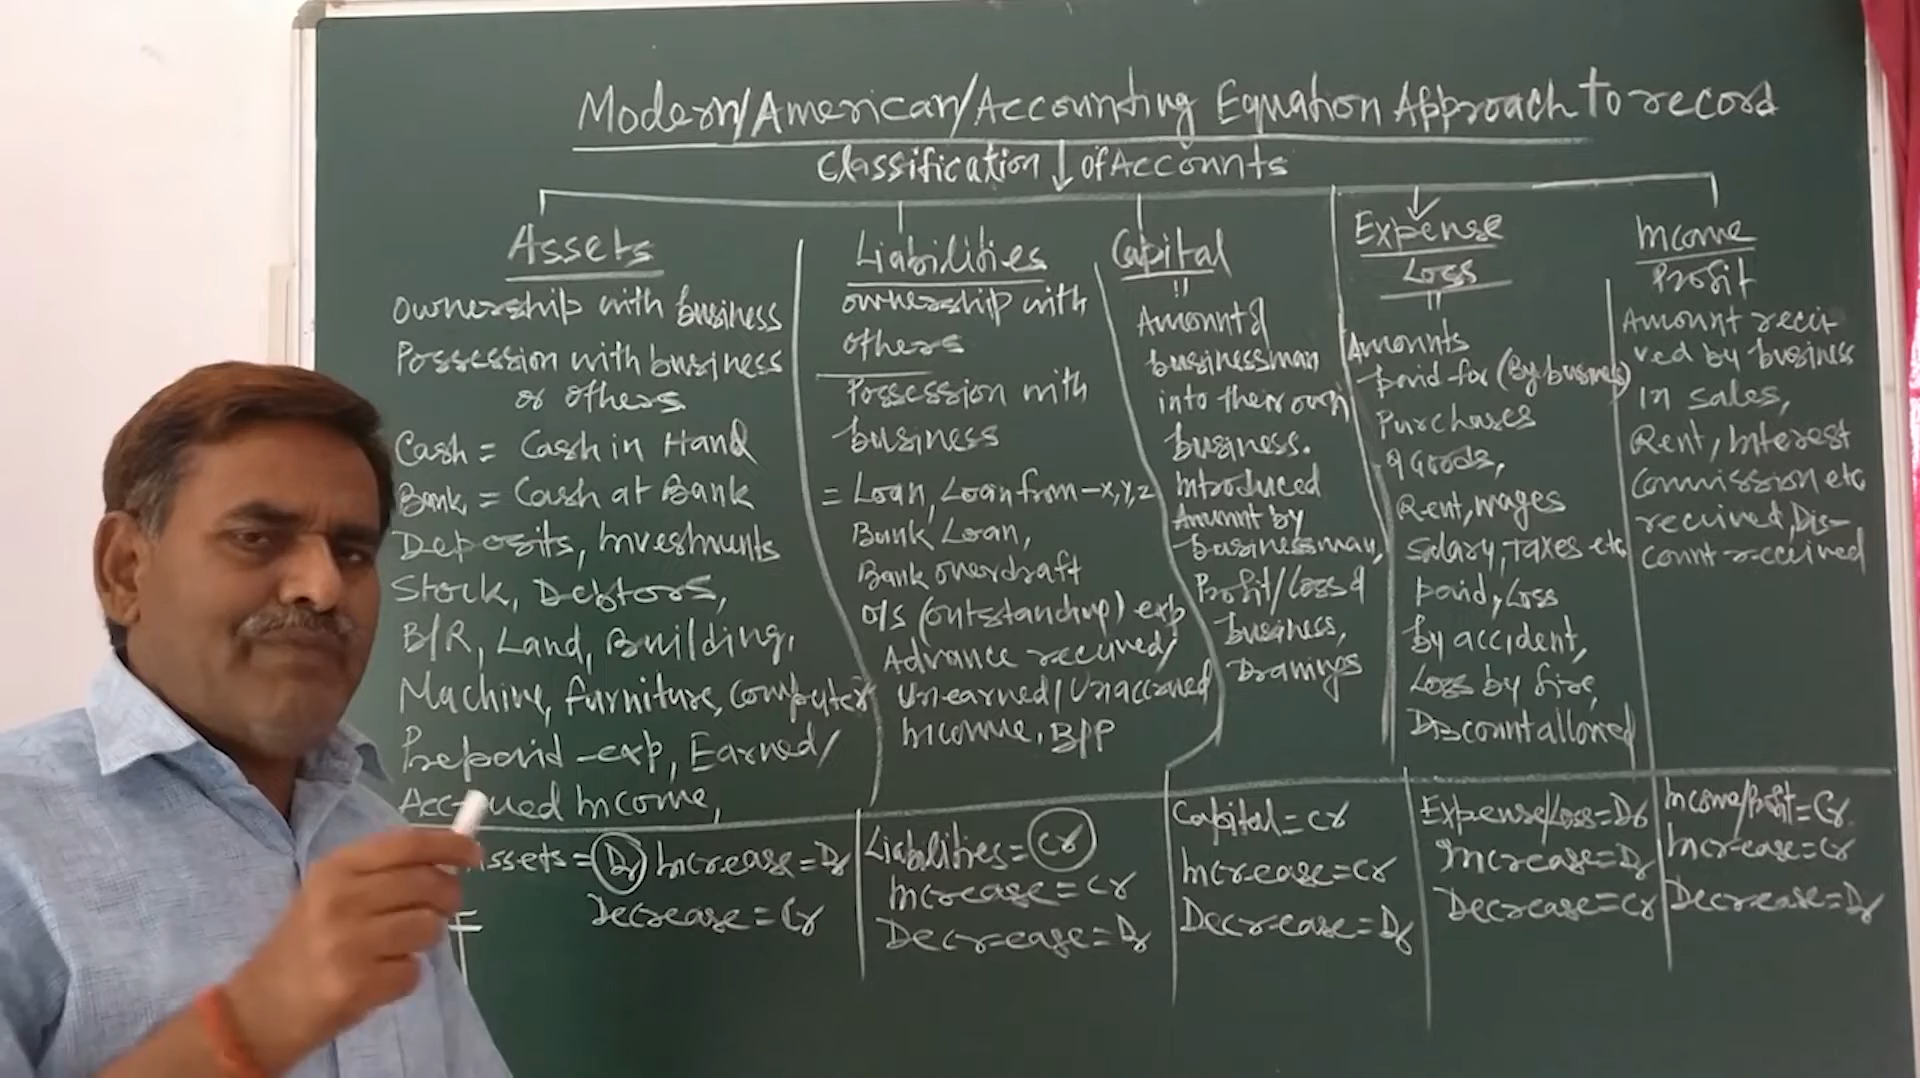 Modern/American/Accounting Equation Approach to record
Classification of Accounts
Assets
Ownership with business
Possession with business
or others
Cash = Cash in Hand
Bank = Cash at Bank
Deposits, Investments
Stock, Debtors,
B/R, Land, Building,
Machine, furniture, Computer
Prepaid-exp, Earned/
Accrued Income,
Liabilities
ownership with
others
Possession with
business
= Loan, Loan from - X, Y, Z
Bank Loan,
Bank overdraft
O/S (outstanding) exp
Advance received/
unearned/Unaccrued
Income, BPP
Capital
"
Amount of
businessman
into their own
business.
Introduced
Amount by
businessman,
Profit/Loss of
business,
Drawings
Expense
Loss
"
Amounts
paid for (By business)
Purchases
of Goods,
Rent, wages
Salary, Taxes etc
paid, Loss
by accident,
Loss by fire,
Discount allowed
Income
Profit
Amount recie-
ved by business
in sales,
Rent, Interest
Commission etc
received, Dis-
count received
Assets = Dr Increase = Dr
Decrease = Cr
Liablities = Cr
Increase = Cr
Decrease = Dr
Capital = Cr
Increase = Cr
Decrease = Dr
Expense/Loss = Dr
Increase = Dr
Decrease = Cr
Income/Profit = Cr.
Increase = Cr
Decrease = Dr